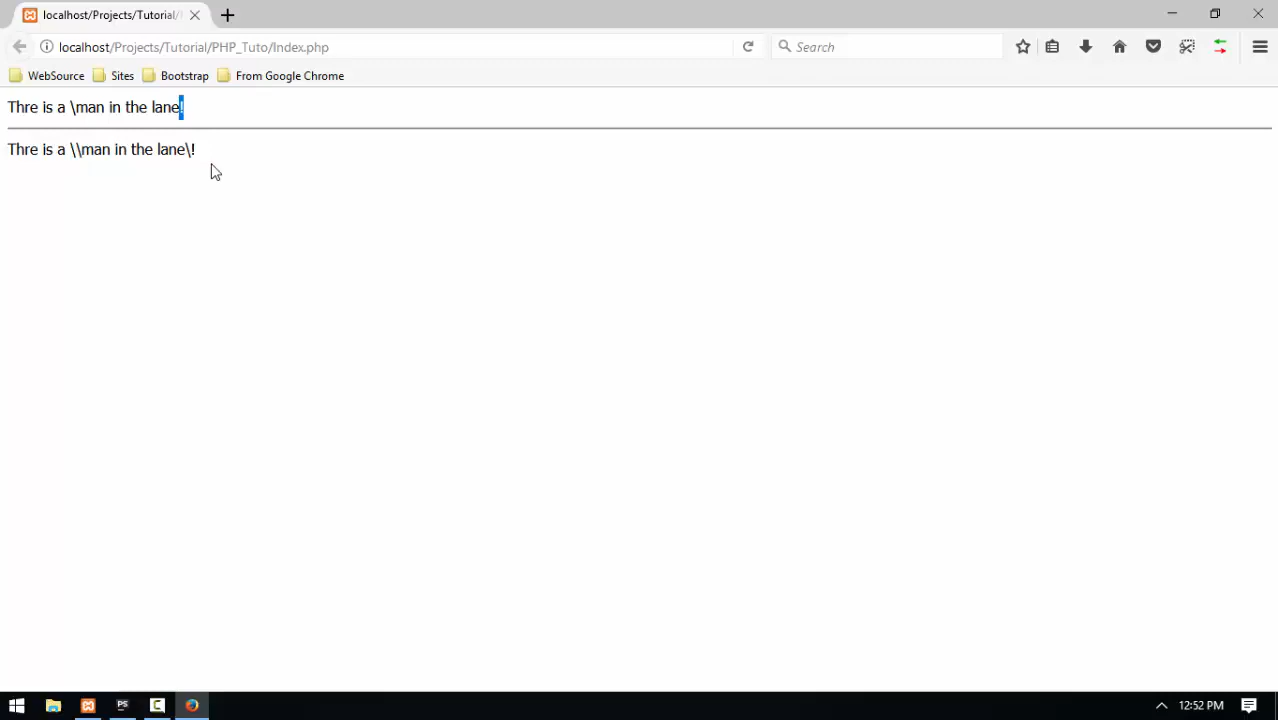 localhost/Projects/Tutorial/
localhost/Projects/Tutorial/PHP_Tuto/Index.php
Search
WebSource
Sites
Bootstrap
From Google Chrome
Thre is a \man in the lane!
Thre is a \\man in the lane\!
PS
C
12:52 PM